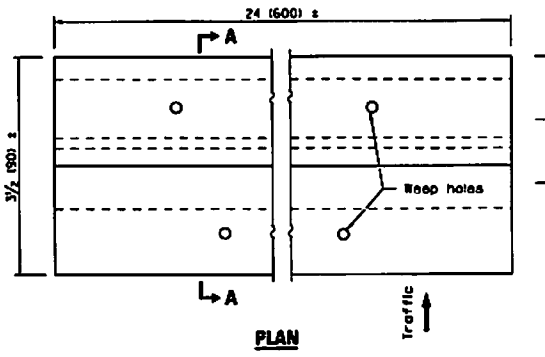 24 (600) ±
A
3½ (90) ±
Weep holes
A
Traffic
PLAN